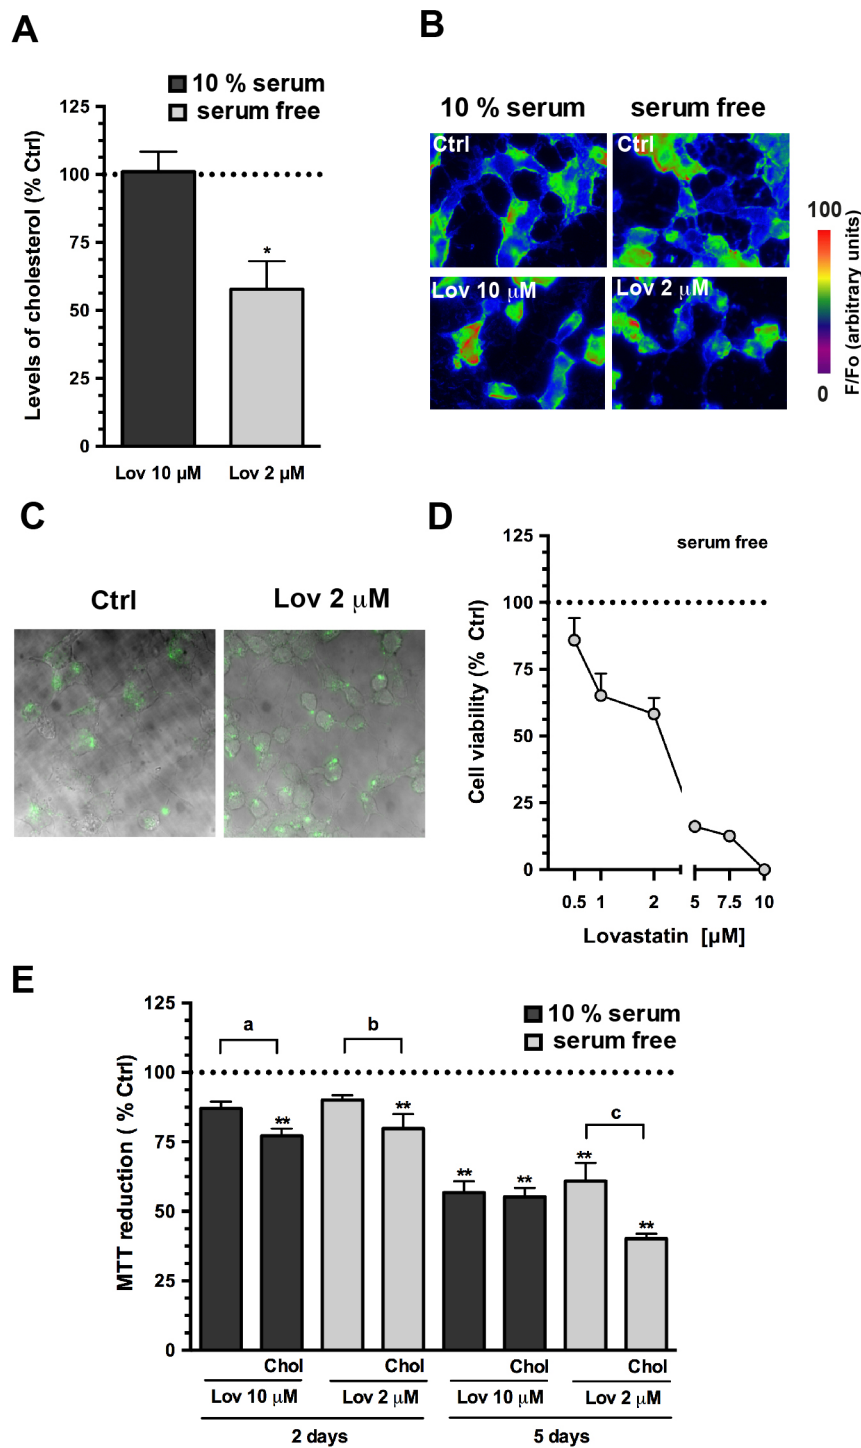 A
10 % serum
serum free
Levels of cholesterol (% Ctrl)
125
100
75
50
25
0
*
Lov 10 µM
Lov 2 µM
B
10 % serum
serum free
Ctrl
Ctrl
Lov 10 µM
Lov 2 µM
100
0
F/Fo (arbitrary units)
C
Ctrl
Lov 2 µM
D
serum free
Cell viability (% Ctrl)
125
100
75
50
25
0
0.5 1 2 5 7.5 10
Lovastatin [µM]
E
10 % serum
serum free
MTT reduction ( % Ctrl)
125
100
75
50
25
0
a
b
c
**
**
**
**
**
**
Chol Chol Chol Chol
Lov 10 µM Lov 2 µM Lov 10 µM Lov 2 µM
2 days 5 days